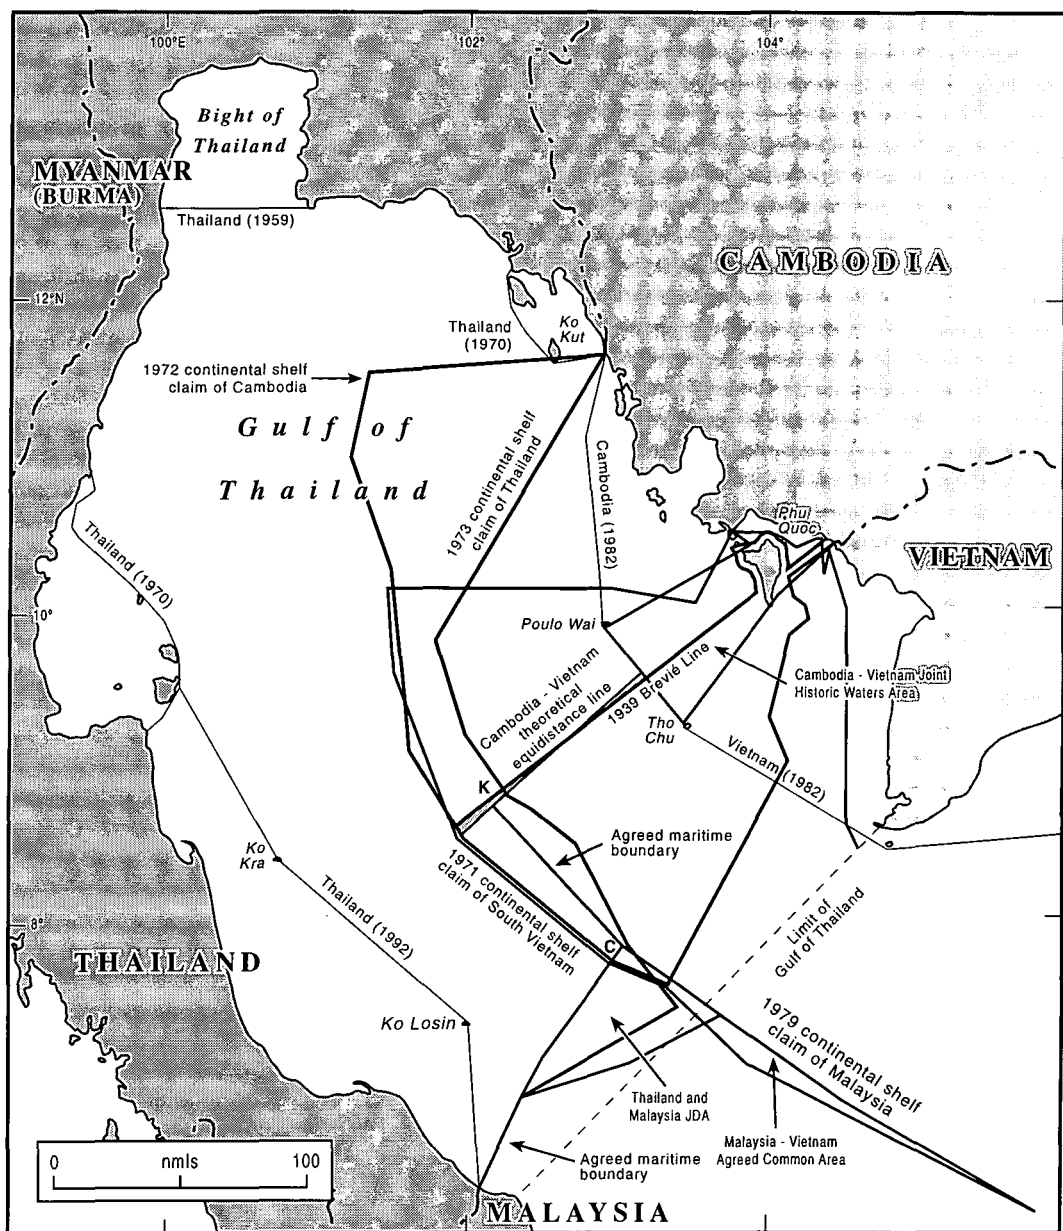 100°E
102
104
Bight of
Thailand
MYANMAR
(BURMA)
Thailand (1959)
CAMBODIA
12°N
Thailand
(1970)
Ko
Kut
1972 continental shelf
claim of Cambodia
Gulf of
Thailand
1973 continental shelf
claim of Thailand
Cambodia (1982)
Phu
Quoc
VIETNAM
Thailand (1970)
10°
Poulo Wai
Cambodia - Vietnam
theoretical
equidistance line
1939 Brevié Line
Cambodia - Vietnam Joint
Historic Waters Area
Tho
Chu
Vietnam (1982)
K
Agreed maritime
boundary
Ko
Kra
1971 continental shelf
claim of South Vietnam
Thailand (1992)
8°
C
Limit of
Gulf of Thailand
THAILAND
Ko Losin
1979 continental shelf
claim of Malaysia
Thailand and
Malaysia JDA
Malaysia - Vietnam
Agreed Common Area
Agreed maritime
boundary
0 nmls 100
MALAYSIA